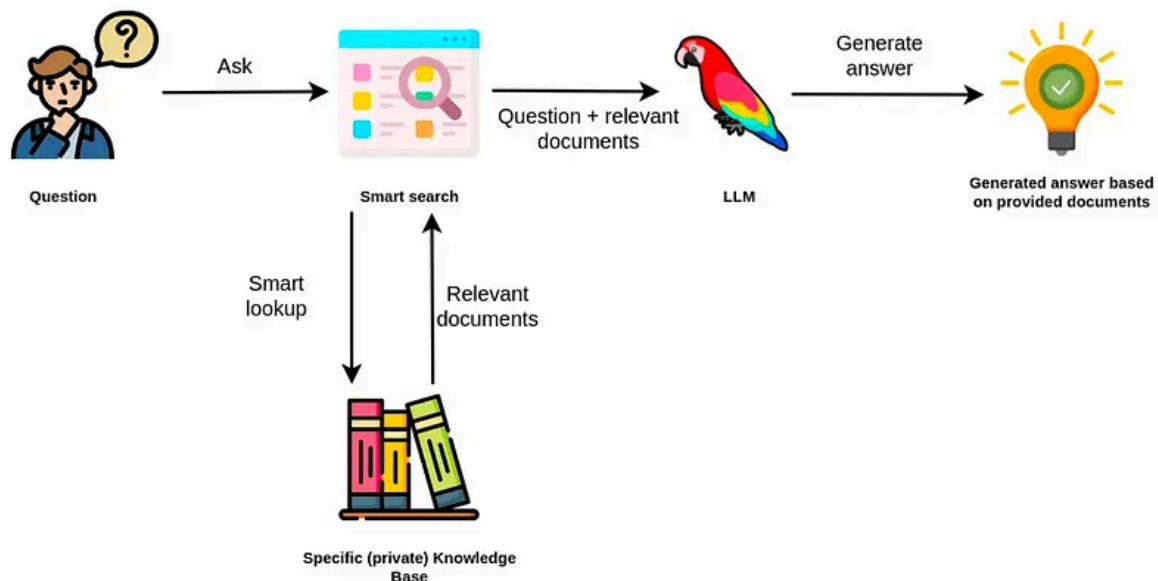 ?
Ask
Generate
answer
Question + relevant
documents
Question
Smart search
LLM
Generated answer based
on provided documents
Smart
lookup
Relevant
documents
Specific (private) Knowledge
Base